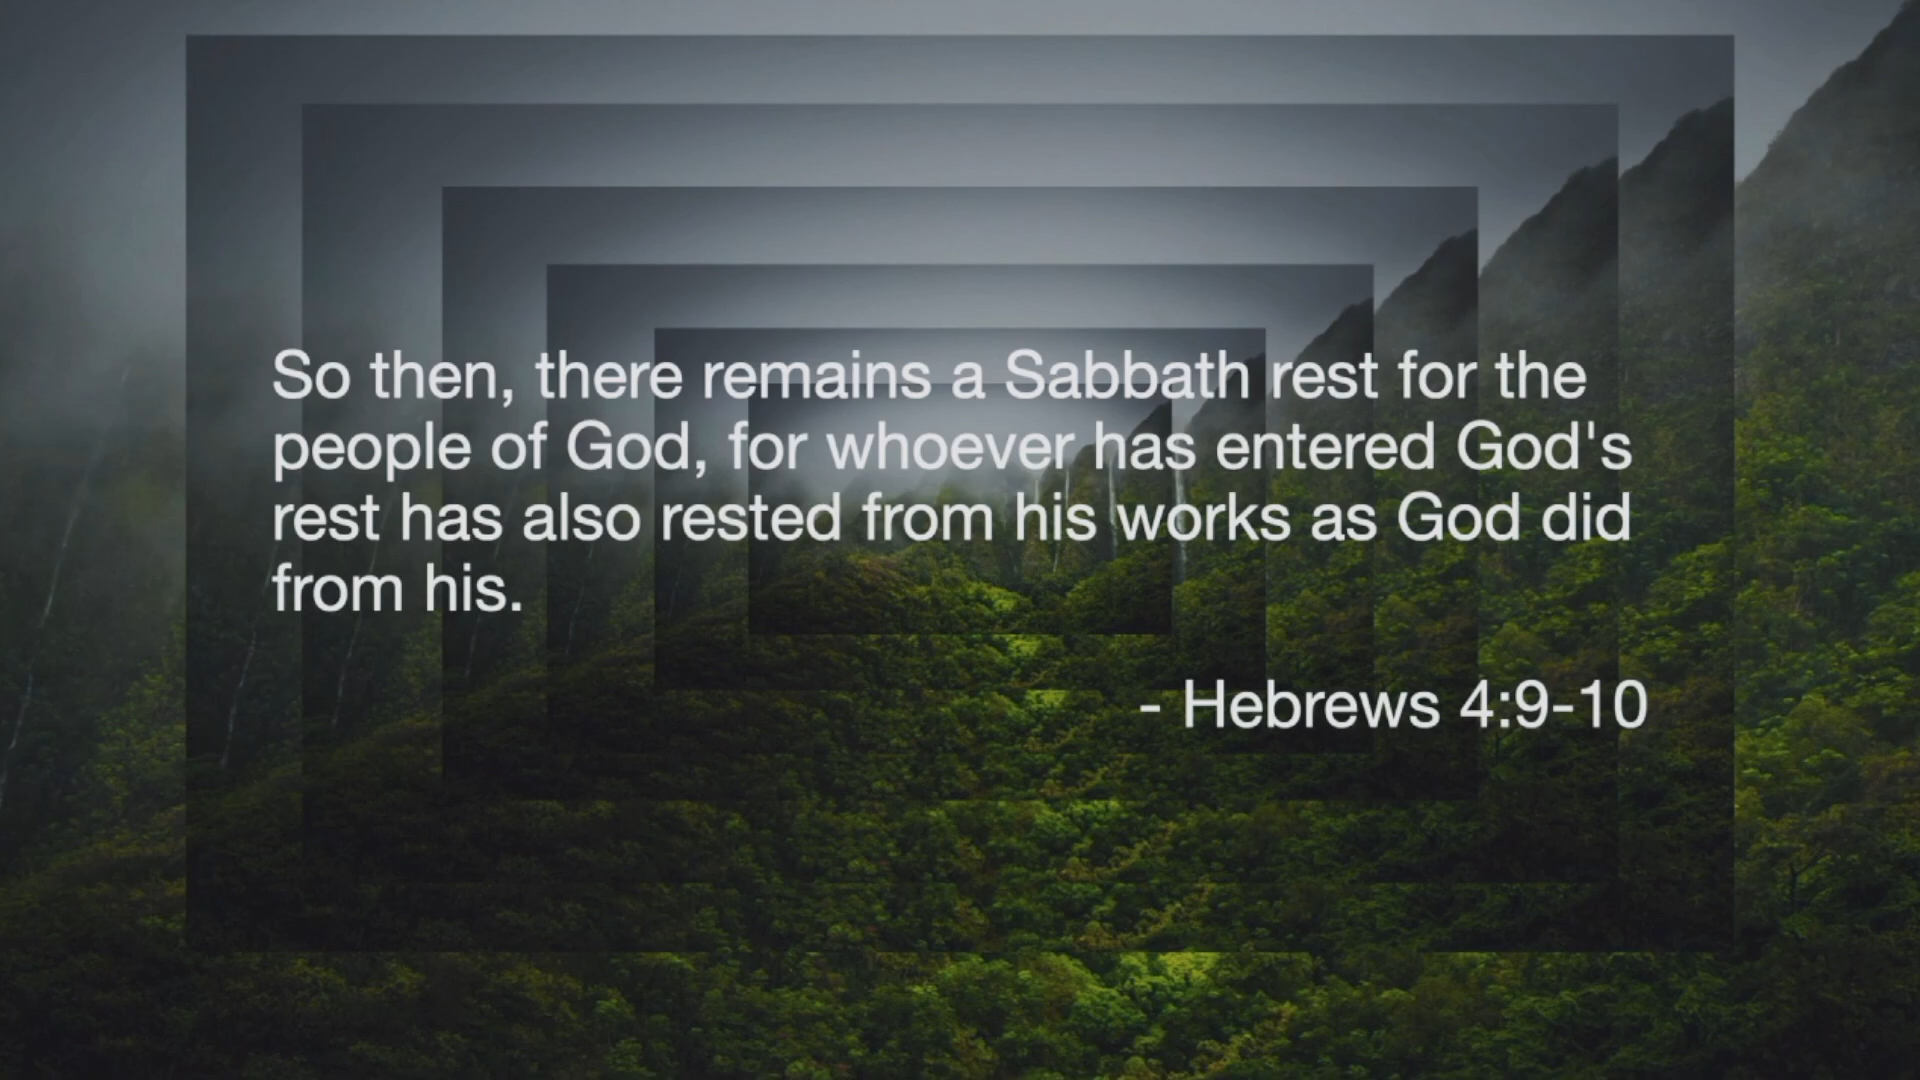 So then, there remains a Sabbath rest for the
people of God, for whoever has entered God's
rest has also rested from his works as God did
from his.
- Hebrews 4:9-10